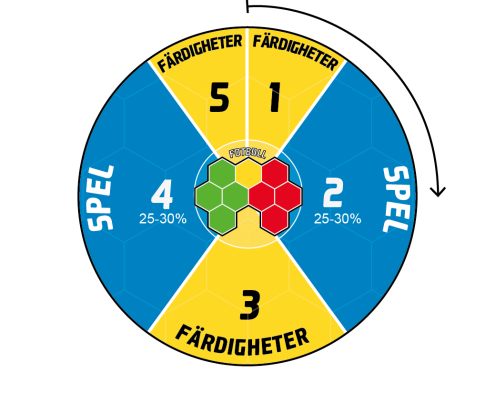 FÄRDIGHETER
FÄRDIGHETER
5
1
FOTBOLL
SPEL
4
25-30%
2
25-30%
SPEL
3
FÄRDIGHETER